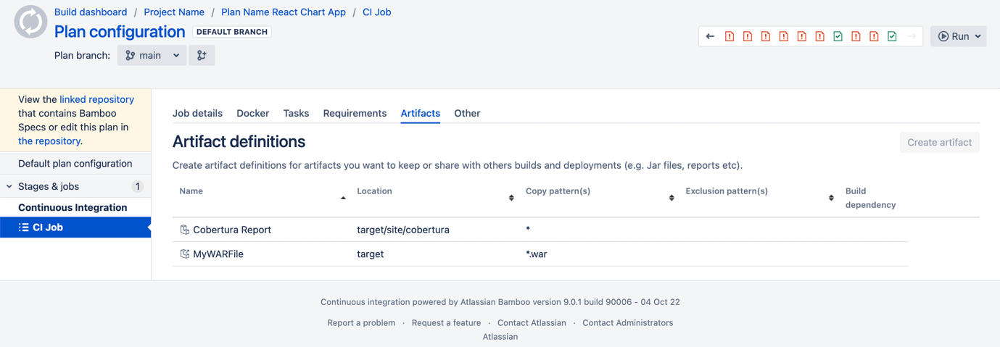 Build dashboard / Project Name / Plan Name React Chart App / CI Job
Plan configuration DEFAULT BRANCH
Run
Plan branch: main
View the linked repository
that contains Bamboo
Specs or edit this plan in
the repository.
Default plan configuration
Stages & jobs 1
Continuous Integration
CI Job
Job details Docker Tasks Requirements Artifacts Other
Artifact definitions
Create artifact
Create artifact definitions for artifacts you want to keep or share with others builds and deployments (e.g. Jar files, reports etc).
Name Location Copy pattern(s) Exclusion pattern(s) Build
dependency
Cobertura Report target/site/cobertura *
MyWARFile target *.war
Continuous integration powered by Atlassian Bamboo version 9.0.1 build 90006 - 04 Oct 22
Report a problem · Request a feature · Contact Atlassian · Contact Administrators
Atlassian